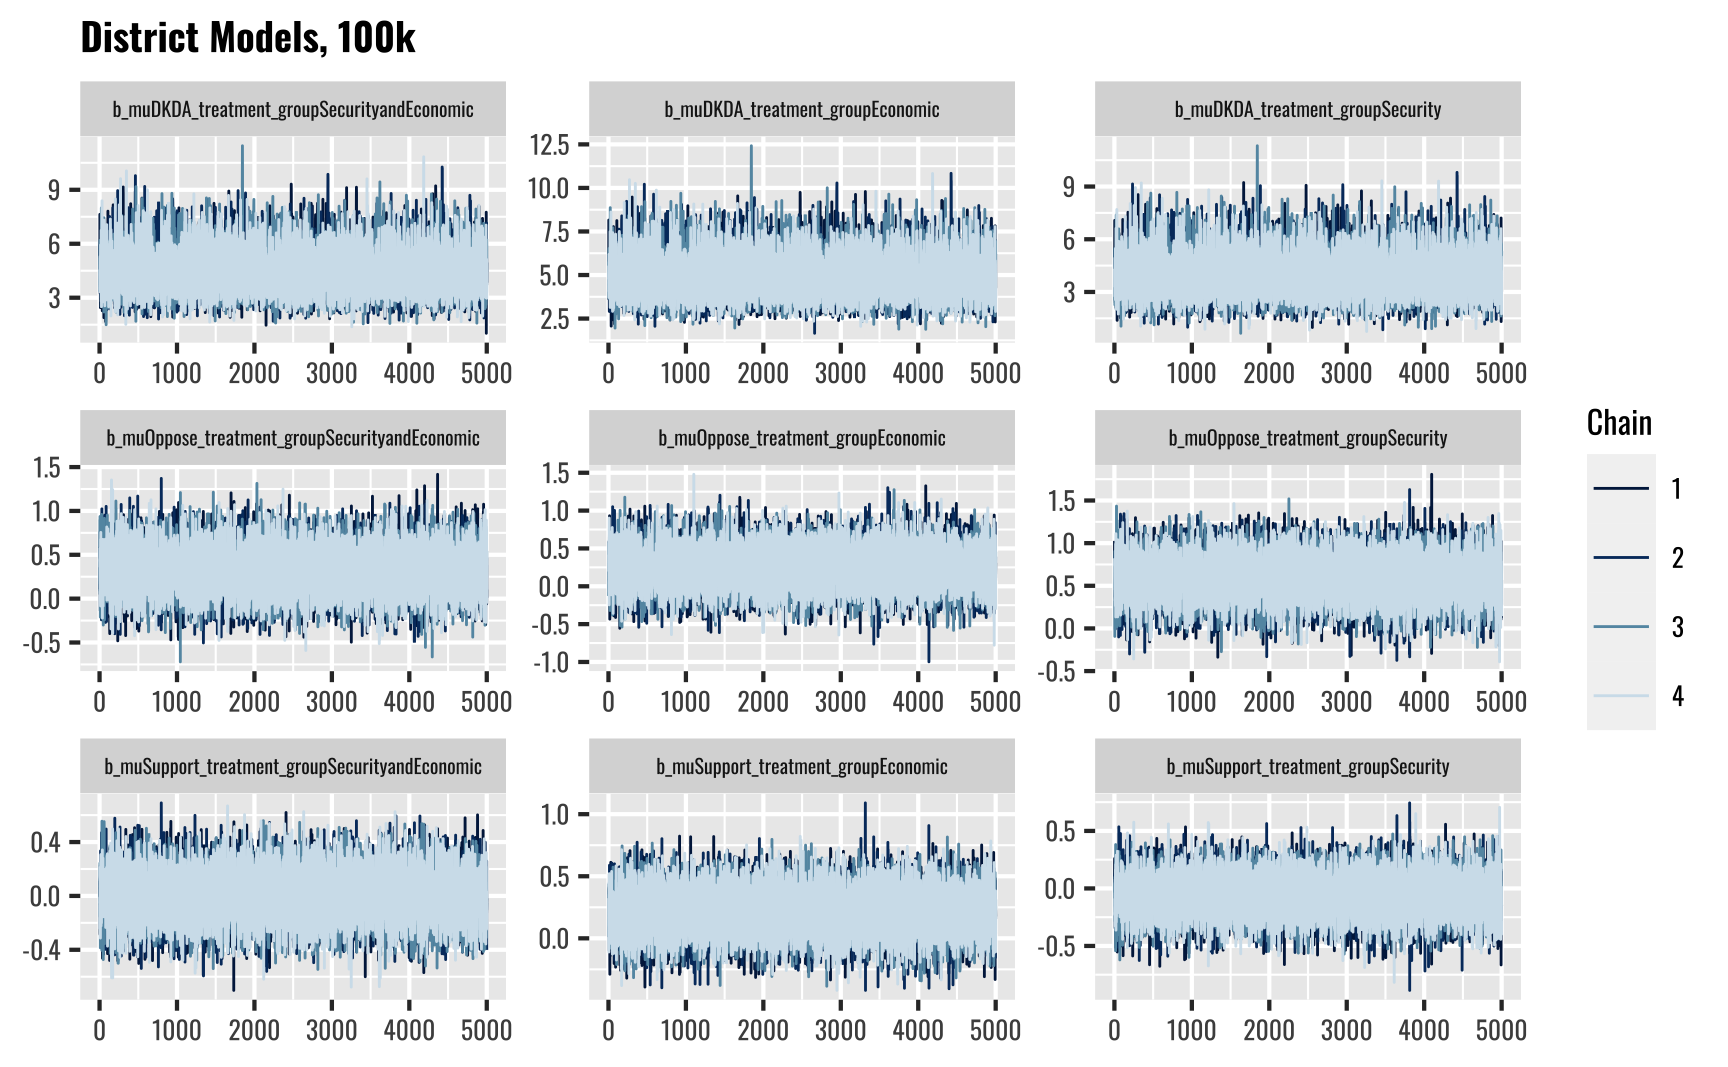 District Models, 100k
b_muDKDA_treatment_groupSecurityandEconomic
b_muDKDA_treatment_groupEconomic
b_muDKDA_treatment_groupSecurity
9
6
3
12.5
10.0
7.5
5.0
2.5
9
6
3
0 1000 2000 3000 4000 5000
0 1000 2000 3000 4000 5000
0 1000 2000 3000 4000 5000
b_muOppose_treatment_groupSecurityandEconomic
b_muOppose_treatment_groupEconomic
b_muOppose_treatment_groupSecurity
1.5
1.0
0.5
0.0
-0.5
1.5
1.0
0.5
0.0
-0.5
-1.0
1.5
1.0
0.5
0.0
-0.5
0 1000 2000 3000 4000 5000
0 1000 2000 3000 4000 5000
0 1000 2000 3000 4000 5000
b_muSupport_treatment_groupSecurityandEconomic
b_muSupport_treatment_groupEconomic
b_muSupport_treatment_groupSecurity
0.4
0.0
-0.4
1.0
0.5
0.0
0.5
0.0
-0.5
0 1000 2000 3000 4000 5000
0 1000 2000 3000 4000 5000
0 1000 2000 3000 4000 5000
Chain
1
2
3
4